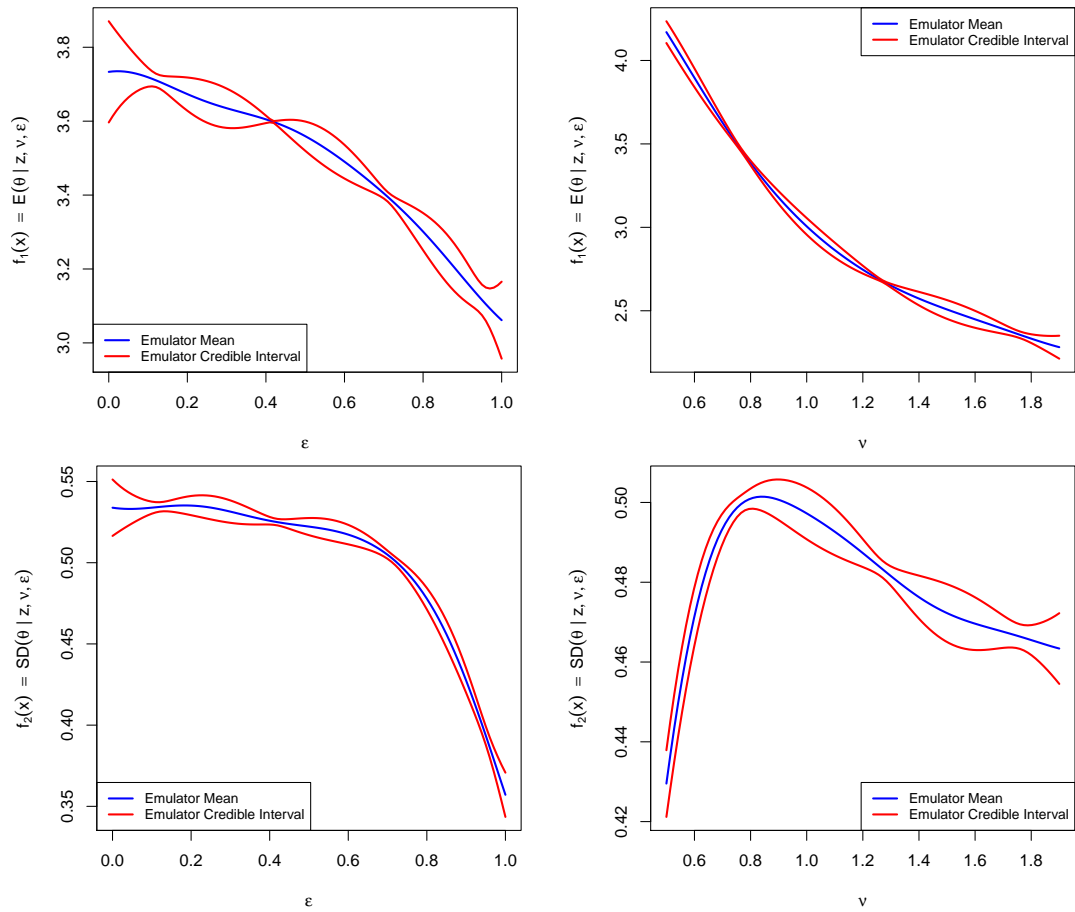 f₁(x) = E(θ | z, ν, ε)
3.0 3.2 3.4 3.6 3.8
0.0 0.2 0.4 0.6 0.8 1.0
ε
Emulator Mean
Emulator Credible Interval
f₁(x) = E(θ | z, ν, ε)
2.5 3.0 3.5 4.0
0.6 0.8 1.0 1.2 1.4 1.6 1.8
ν
Emulator Mean
Emulator Credible Interval
f₂(x) = SD(θ | z, ν, ε)
0.35 0.40 0.45 0.50 0.55
0.0 0.2 0.4 0.6 0.8 1.0
ε
Emulator Mean
Emulator Credible Interval
f₂(x) = SD(θ | z, ν, ε)
0.42 0.44 0.46 0.48 0.50
0.6 0.8 1.0 1.2 1.4 1.6 1.8
ν
Emulator Mean
Emulator Credible Interval